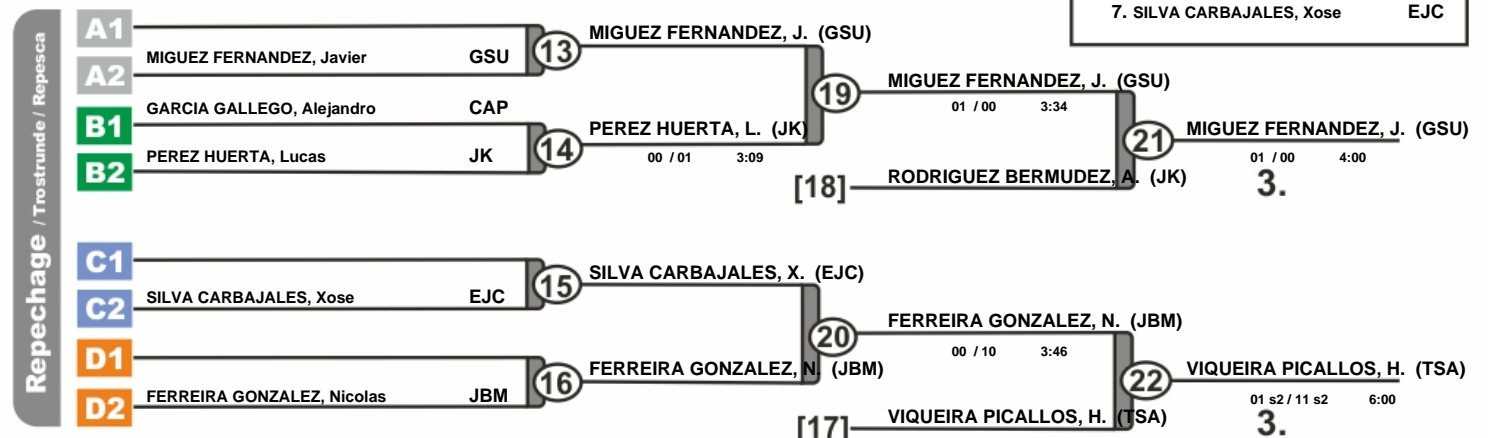 7. SILVA CARBAJALES, Xose EJC
Repechage / Trostrunde / Repesca
A1
MIGUEZ FERNANDEZ, Javier GSU
A2
13
MIGUEZ FERNANDEZ, J. (GSU)
GARCIA GALLEGO, Alejandro CAP
B1
PEREZ HUERTA, Lucas JK
B2
14
PEREZ HUERTA, L. (JK)
00 / 01 3:09
19
MIGUEZ FERNANDEZ, J. (GSU)
01 / 00 3:34
[18]
RODRIGUEZ BERMUDEZ, A. (JK)
21
MIGUEZ FERNANDEZ, J. (GSU)
01 / 00 4:00
3.
C1
SILVA CARBAJALES, Xose EJC
C2
15
SILVA CARBAJALES, X. (EJC)
D1
FERREIRA GONZALEZ, Nicolas JBM
D2
16
FERREIRA GONZALEZ, N. (JBM)
20
FERREIRA GONZALEZ, N. (JBM)
00 / 10 3:46
[17]
VIQUEIRA PICALLOS, H. (TSA)
22
VIQUEIRA PICALLOS, H. (TSA)
01 s2 / 11 s2 6:00
3.